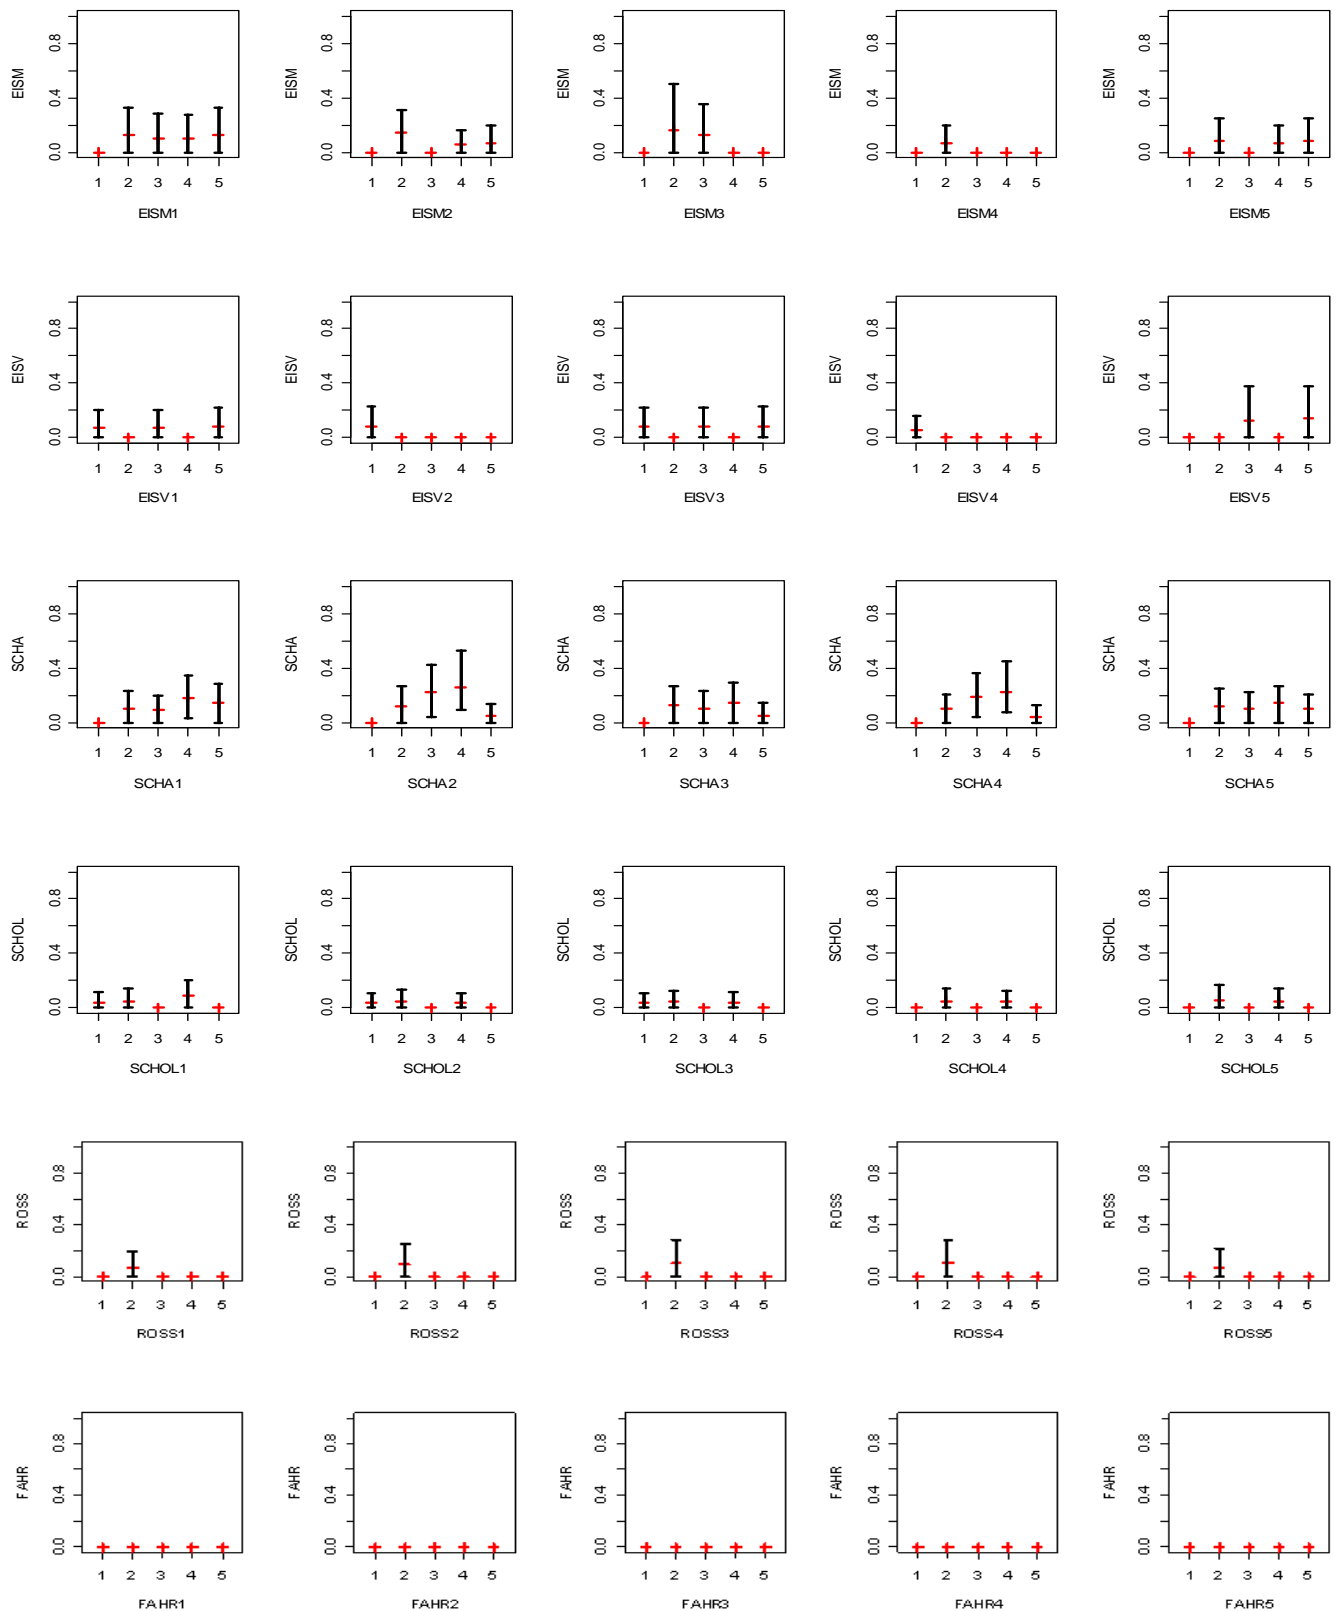 EISM 0.0 0.4 0.8 1 2 3 4 5 EISM1
EISM 0.0 0.4 0.8 1 2 3 4 5 EISM2
EISM 0.0 0.4 0.8 1 2 3 4 5 EISM3
EISM 0.0 0.4 0.8 1 2 3 4 5 EISM4
EISM 0.0 0.4 0.8 1 2 3 4 5 EISM5
EISV 0.0 0.4 0.8 1 2 3 4 5 EISV1
EISV 0.0 0.4 0.8 1 2 3 4 5 EISV2
EISV 0.0 0.4 0.8 1 2 3 4 5 EISV3
EISV 0.0 0.4 0.8 1 2 3 4 5 EISV4
EISV 0.0 0.4 0.8 1 2 3 4 5 EISV5
SCHA 0.0 0.4 0.8 1 2 3 4 5 SCHA1
SCHA 0.0 0.4 0.8 1 2 3 4 5 SCHA2
SCHA 0.0 0.4 0.8 1 2 3 4 5 SCHA3
SCHA 0.0 0.4 0.8 1 2 3 4 5 SCHA4
SCHA 0.0 0.4 0.8 1 2 3 4 5 SCHA5
SCHOL 0.0 0.4 0.8 1 2 3 4 5 SCHOL1
SCHOL 0.0 0.4 0.8 1 2 3 4 5 SCHOL2
SCHOL 0.0 0.4 0.8 1 2 3 4 5 SCHOL3
SCHOL 0.0 0.4 0.8 1 2 3 4 5 SCHOL4
SCHOL 0.0 0.4 0.8 1 2 3 4 5 SCHOL5
ROSS 0.0 0.4 0.8 1 2 3 4 5 ROSS1
ROSS 0.0 0.4 0.8 1 2 3 4 5 ROSS2
ROSS 0.0 0.4 0.8 1 2 3 4 5 ROSS3
ROSS 0.0 0.4 0.8 1 2 3 4 5 ROSS4
ROSS 0.0 0.4 0.8 1 2 3 4 5 ROSS5
FAHR 0.0 0.4 0.8 1 2 3 4 5 FAHR1
FAHR 0.0 0.4 0.8 1 2 3 4 5 FAHR2
FAHR 0.0 0.4 0.8 1 2 3 4 5 FAHR3
FAHR 0.0 0.4 0.8 1 2 3 4 5 FAHR4
FAHR 0.0 0.4 0.8 1 2 3 4 5 FAHR5